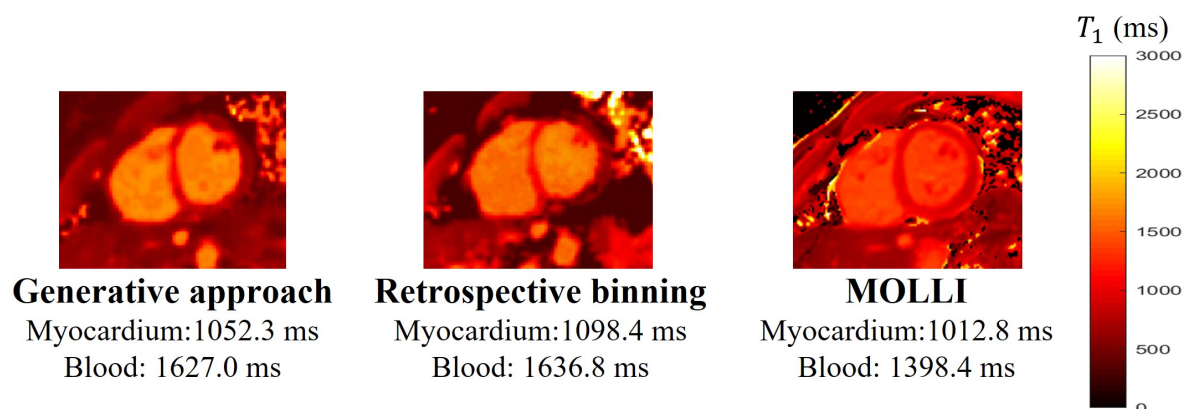 T₁ (ms)
3000
2500
2000
1500
1000
500
0
Generative approach
Myocardium:1052.3 ms
Blood: 1627.0 ms
Retrospective binning
Myocardium:1098.4 ms
Blood: 1636.8 ms
MOLLI
Myocardium:1012.8 ms
Blood: 1398.4 ms